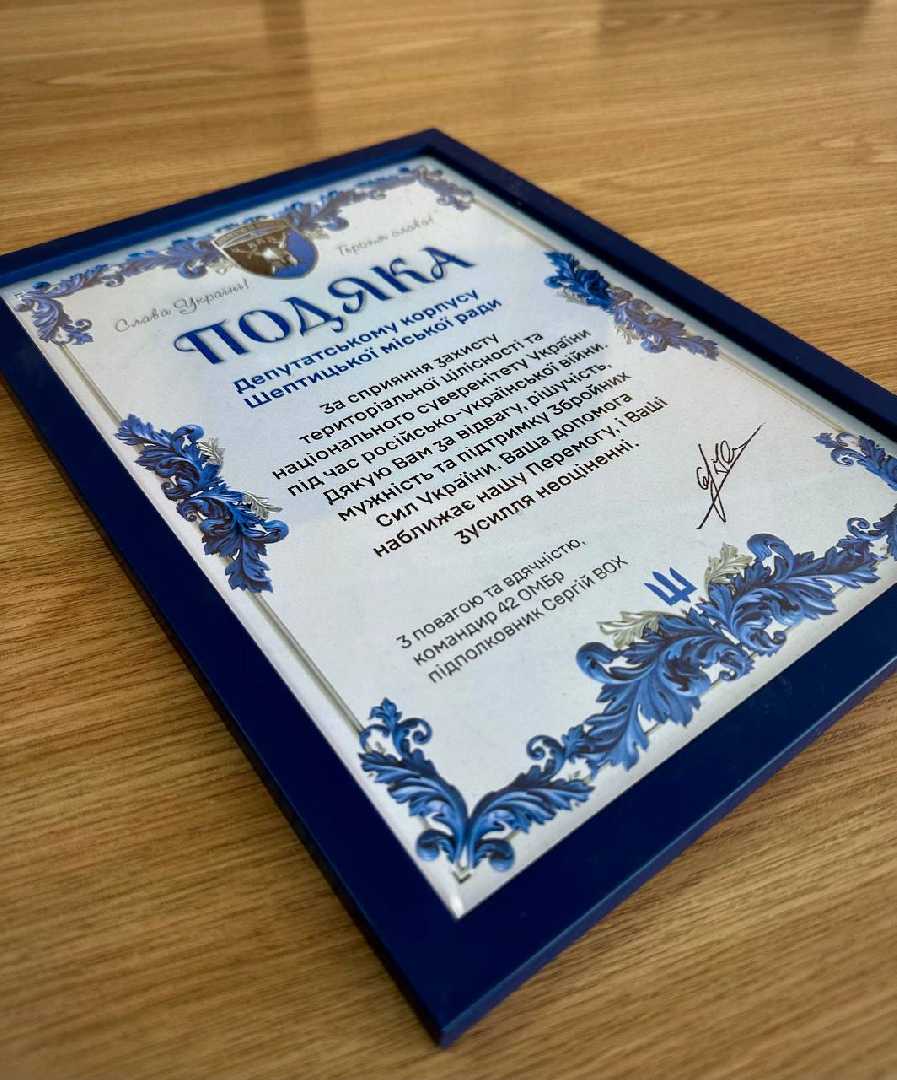 Слава Україні!
Героям слава!
ПОДЯКА
Депутатському корпусу
Шептицької міської ради
За сприяння захисту
територіальної цілісності та
національного суверенітету України
під час російсько-української війни.
Дякую Вам за відвагу, рішучість,
мужність та підтримку Збройних
Сил України. Ваша допомога
наближає нашу Перемогу, і Ваші
зусилля неоціненні.
З повагою та вдячністю,
командир 42 ОМБр
підполковник Сергій ВОХ